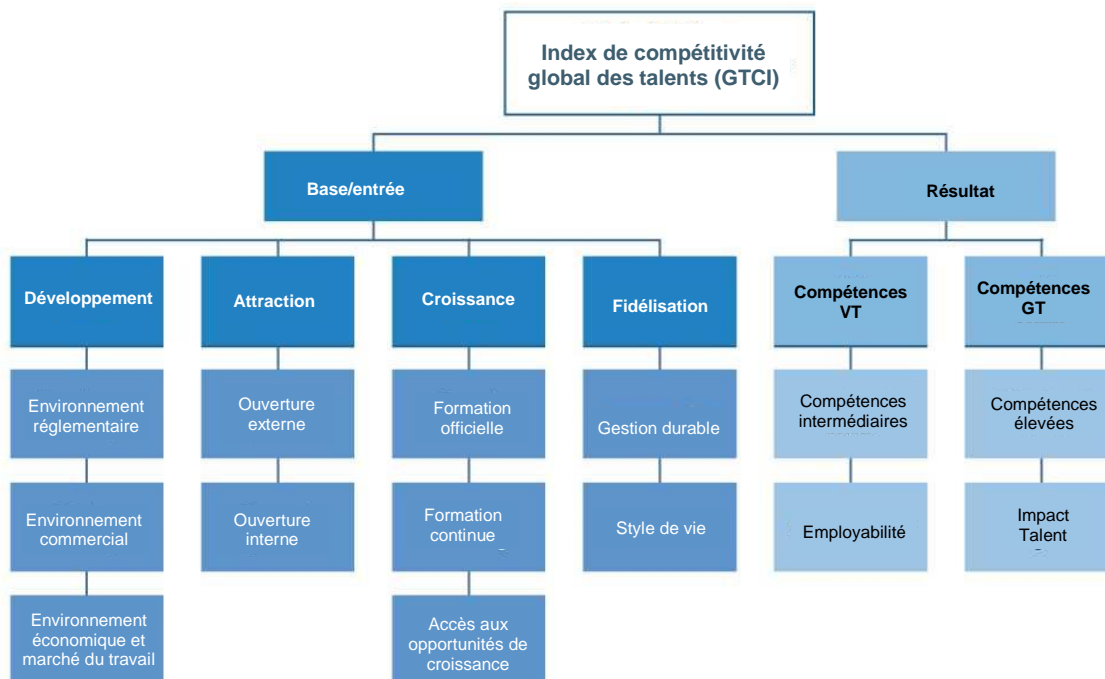 Index de compétitivité
global des talents (GTCI)
Base/entrée
Résultat
Développement
Attraction
Croissance
Fidélisation
Compétences
VT
Compétences
GT
Environnement
réglementaire
Ouverture
externe
Formation
officielle
Gestion durable
Compétences
intermédiaires
Compétences
élevées
Environnement
commercial
Ouverture
interne
Formation
continue
Style de vie
Employabilité
Impact
Talent
Environnement
économique et
marché du travail
Accès aux
opportunités de
croissance